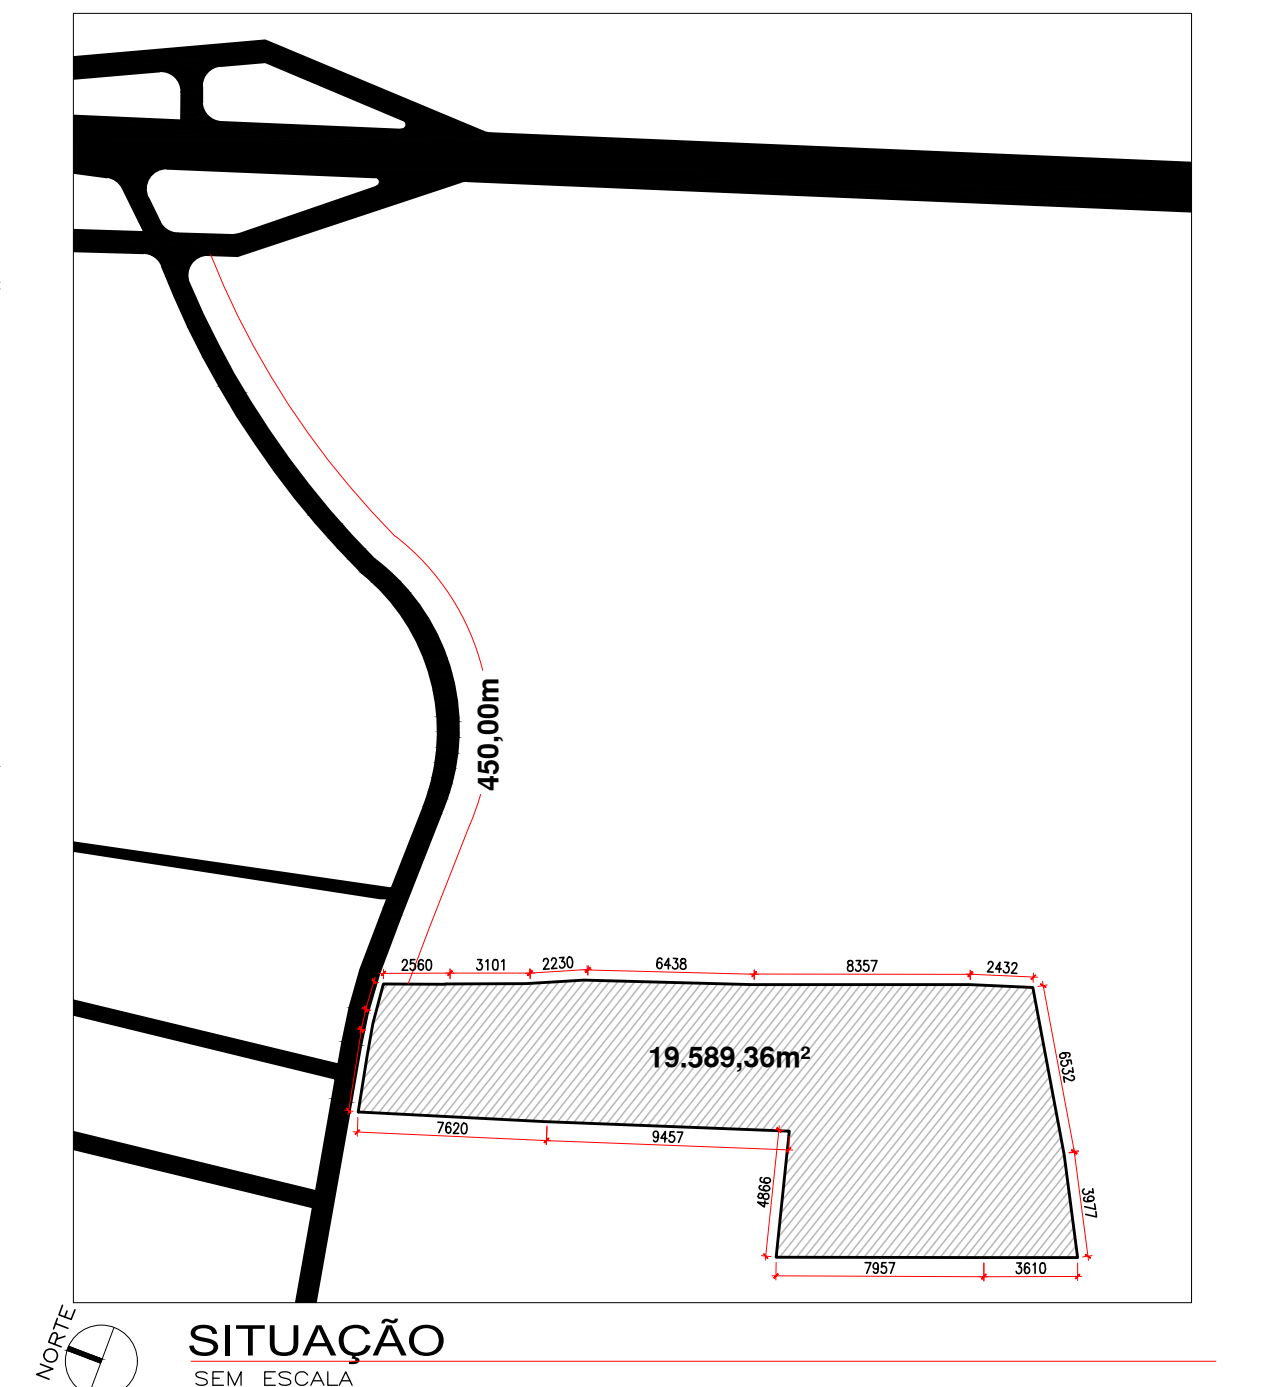 450,00m
2560
3101
2230
6438
8357
2432
19.589,36m²
6532
7620
9457
4866
3977
7957
3610
NORTE
SITUAÇÃO
SEM ESCALA